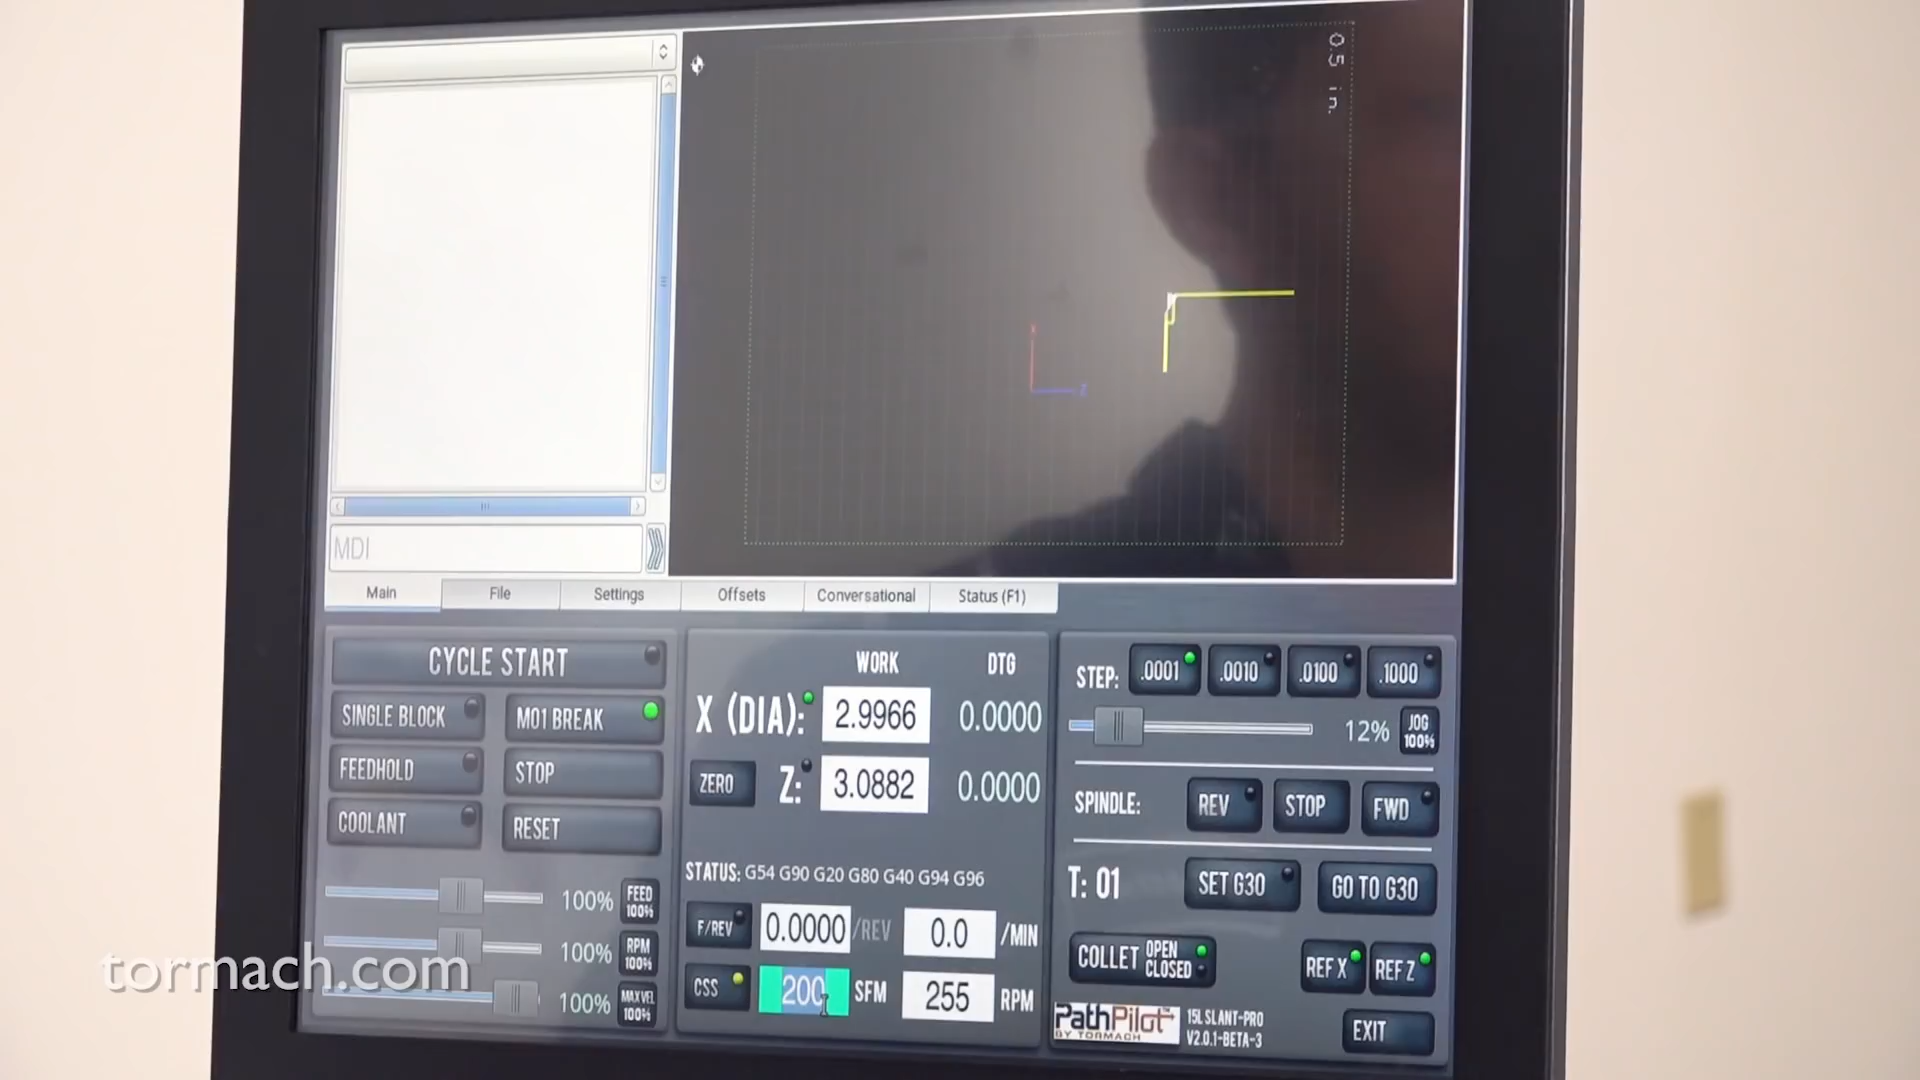 0.5 in.
X
Z
MDI
Main File Settings Offsets Conversational Status (F1)
CYCLE START
SINGLE BLOCK M01 BREAK
FEEDHOLD STOP
COOLANT RESET
100% FEED 100%
100% RPM 100%
100% MAX VEL 100%
WORK DTG
X (DIA): 2.9966 0.0000
ZERO Z: 3.0882 0.0000
STATUS: G54 G90 G20 G80 G40 G94 G96
F/REV 0.0000 /REV 0.0 /MIN
CSS 200 SFM 255 RPM
STEP: .0001 .0010 .0100 .1000
12% JOG 100%
SPINDLE: REV STOP FWD
T: 01 SET G30 GO TO G30
COLLET OPEN CLOSED REF X REF Z
PathPilot BY TORMACH
15L SLANT-PRO
V2.0.1-BETA-3
EXIT
tormach.com